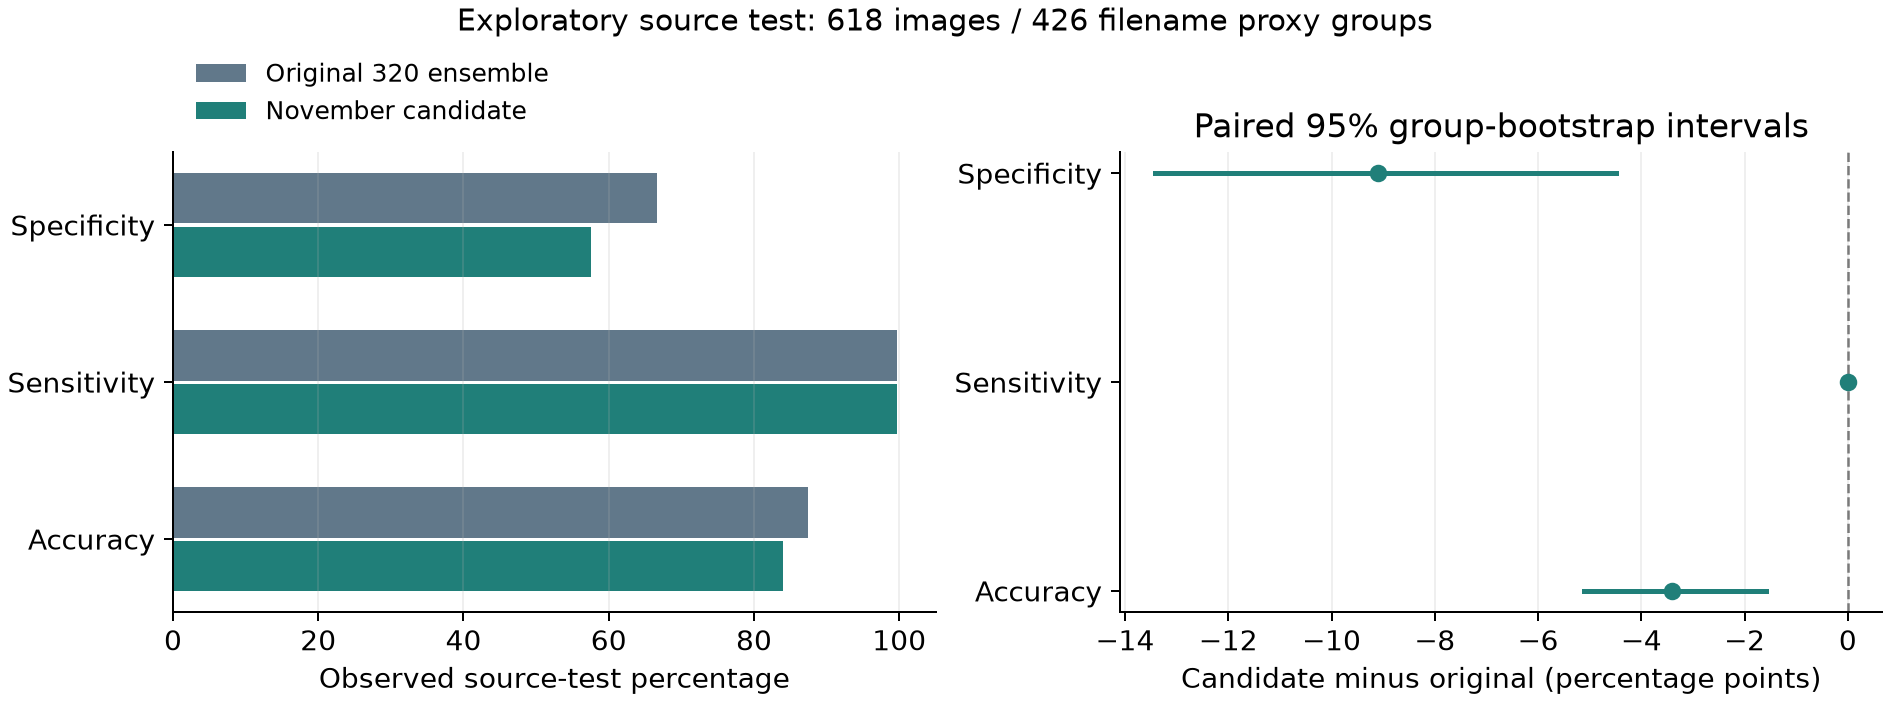 Exploratory source test: 618 images / 426 filename proxy groups
Original 320 ensemble
November candidate
Specificity
Sensitivity
Accuracy
0 20 40 60 80 100
Observed source-test percentage
Paired 95% group-bootstrap intervals
Specificity
Sensitivity
Accuracy
−14 −12 −10 −8 −6 −4 −2 0
Candidate minus original (percentage points)